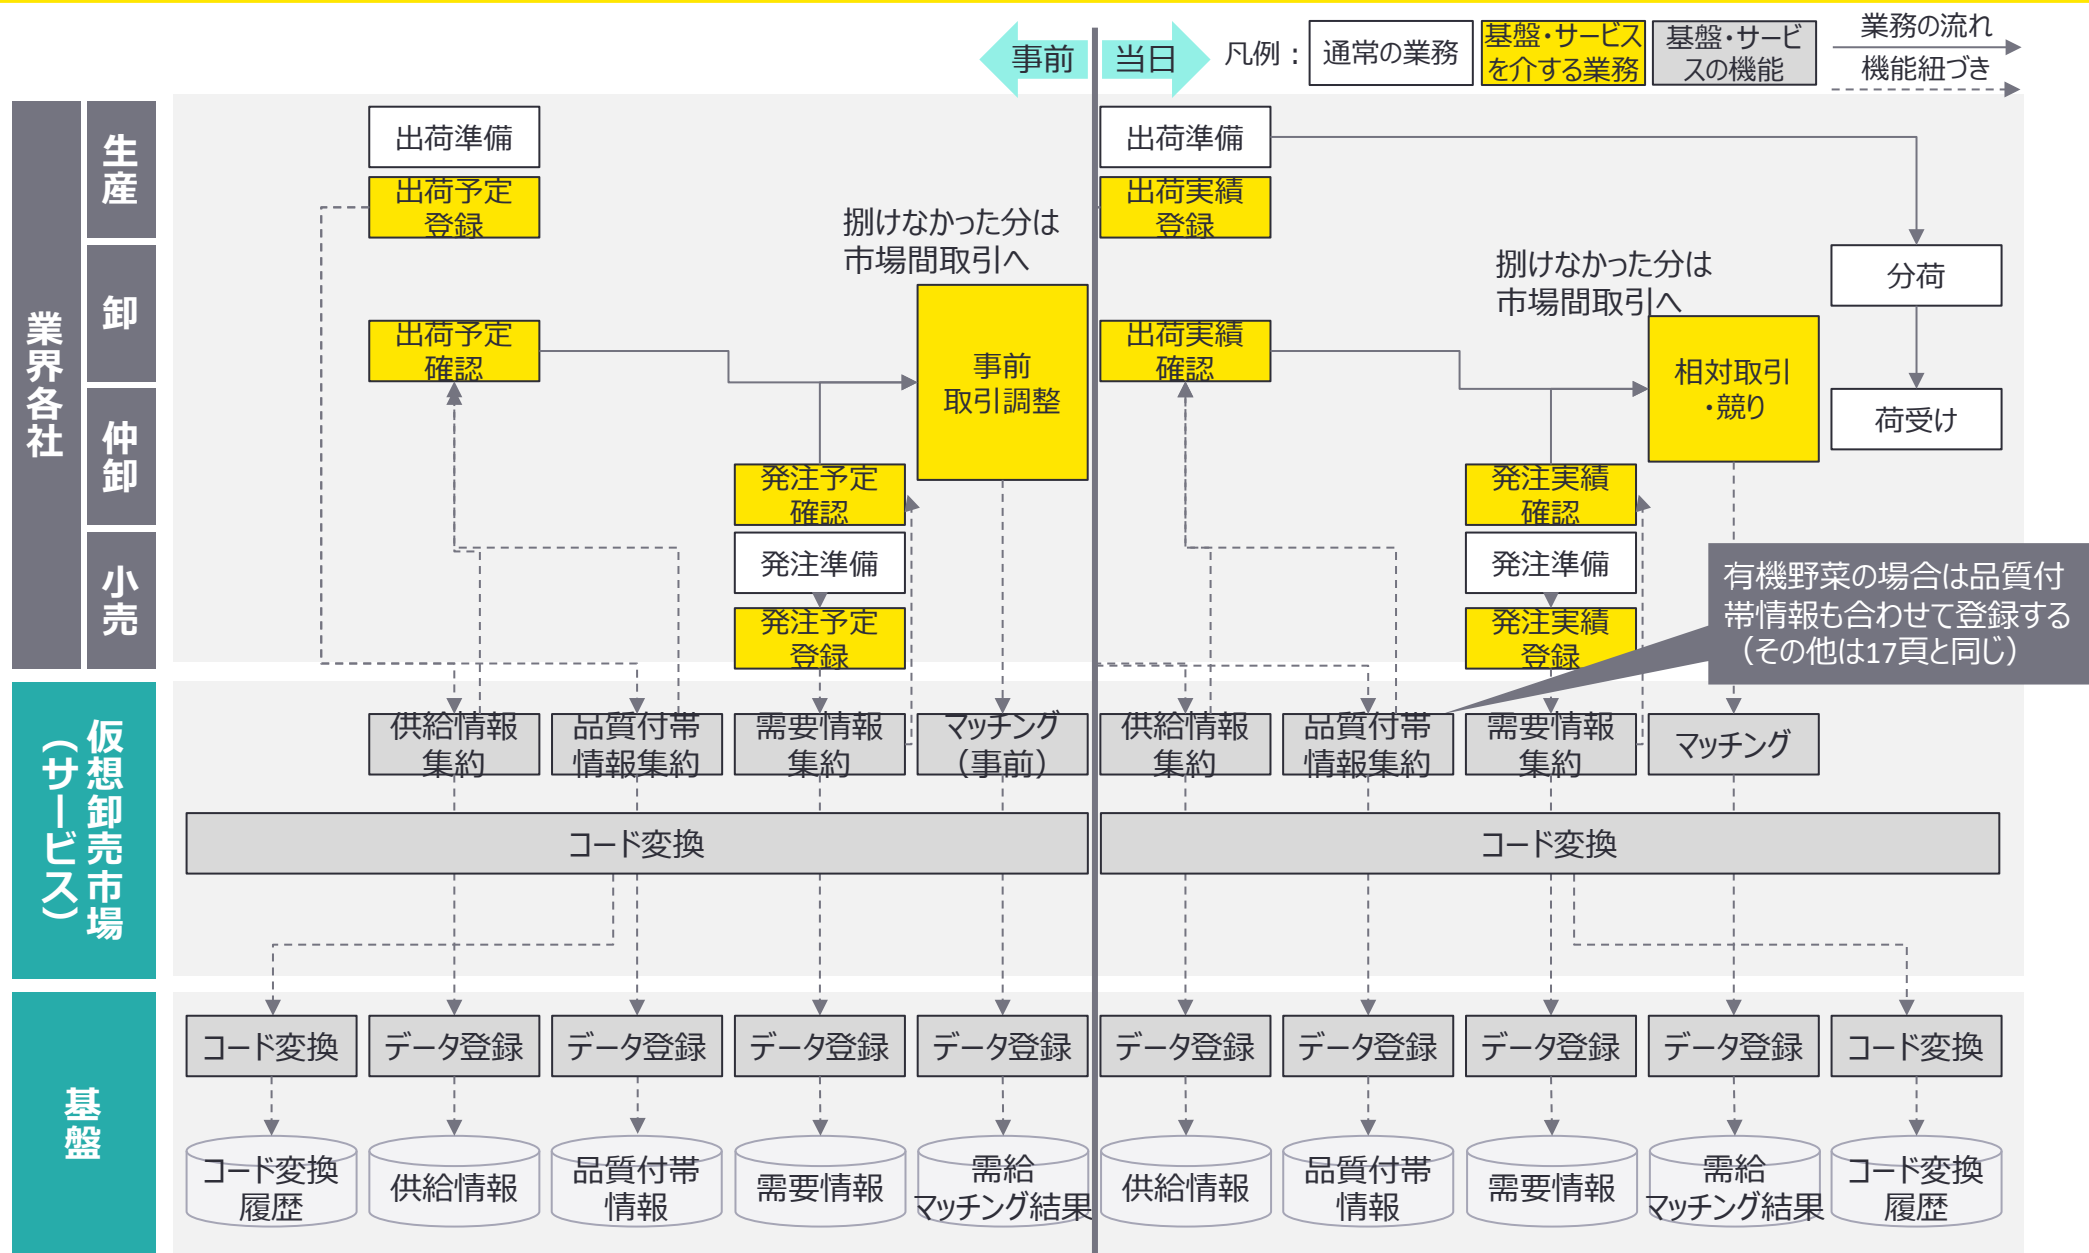 事前
当日
凡例：
通常の業務
基盤・サービス
を介する業務
基盤・サービ
スの機能
業務の流れ
機能紐づき
業界各社
生産
卸
仲卸
小売
出荷準備
出荷予定
登録
捌けなかった分は
市場間取引へ
出荷予定
確認
事前
取引調整
発注予定
確認
発注準備
発注予定
登録
出荷準備
出荷実績
登録
捌けなかった分は
市場間取引へ
出荷実績
確認
相対取引
・競り
分荷
荷受け
発注実績
確認
発注準備
発注実績
登録
有機野菜の場合は品質付
帯情報も合わせて登録する
（その他は17頁と同じ）
仮想卸売市場
（サービス）
供給情報
集約
品質付帯
情報集約
需要情報
集約
マッチング
（事前）
供給情報
集約
品質付帯
情報集約
需要情報
集約
マッチング
コード変換
コード変換
基盤
コード変換
データ登録
データ登録
データ登録
データ登録
データ登録
データ登録
データ登録
データ登録
コード変換
コード変換
履歴
供給情報
品質付帯
情報
需要情報
需給
マッチング結果
供給情報
品質付帯
情報
需要情報
需給
マッチング結果
コード変換
履歴